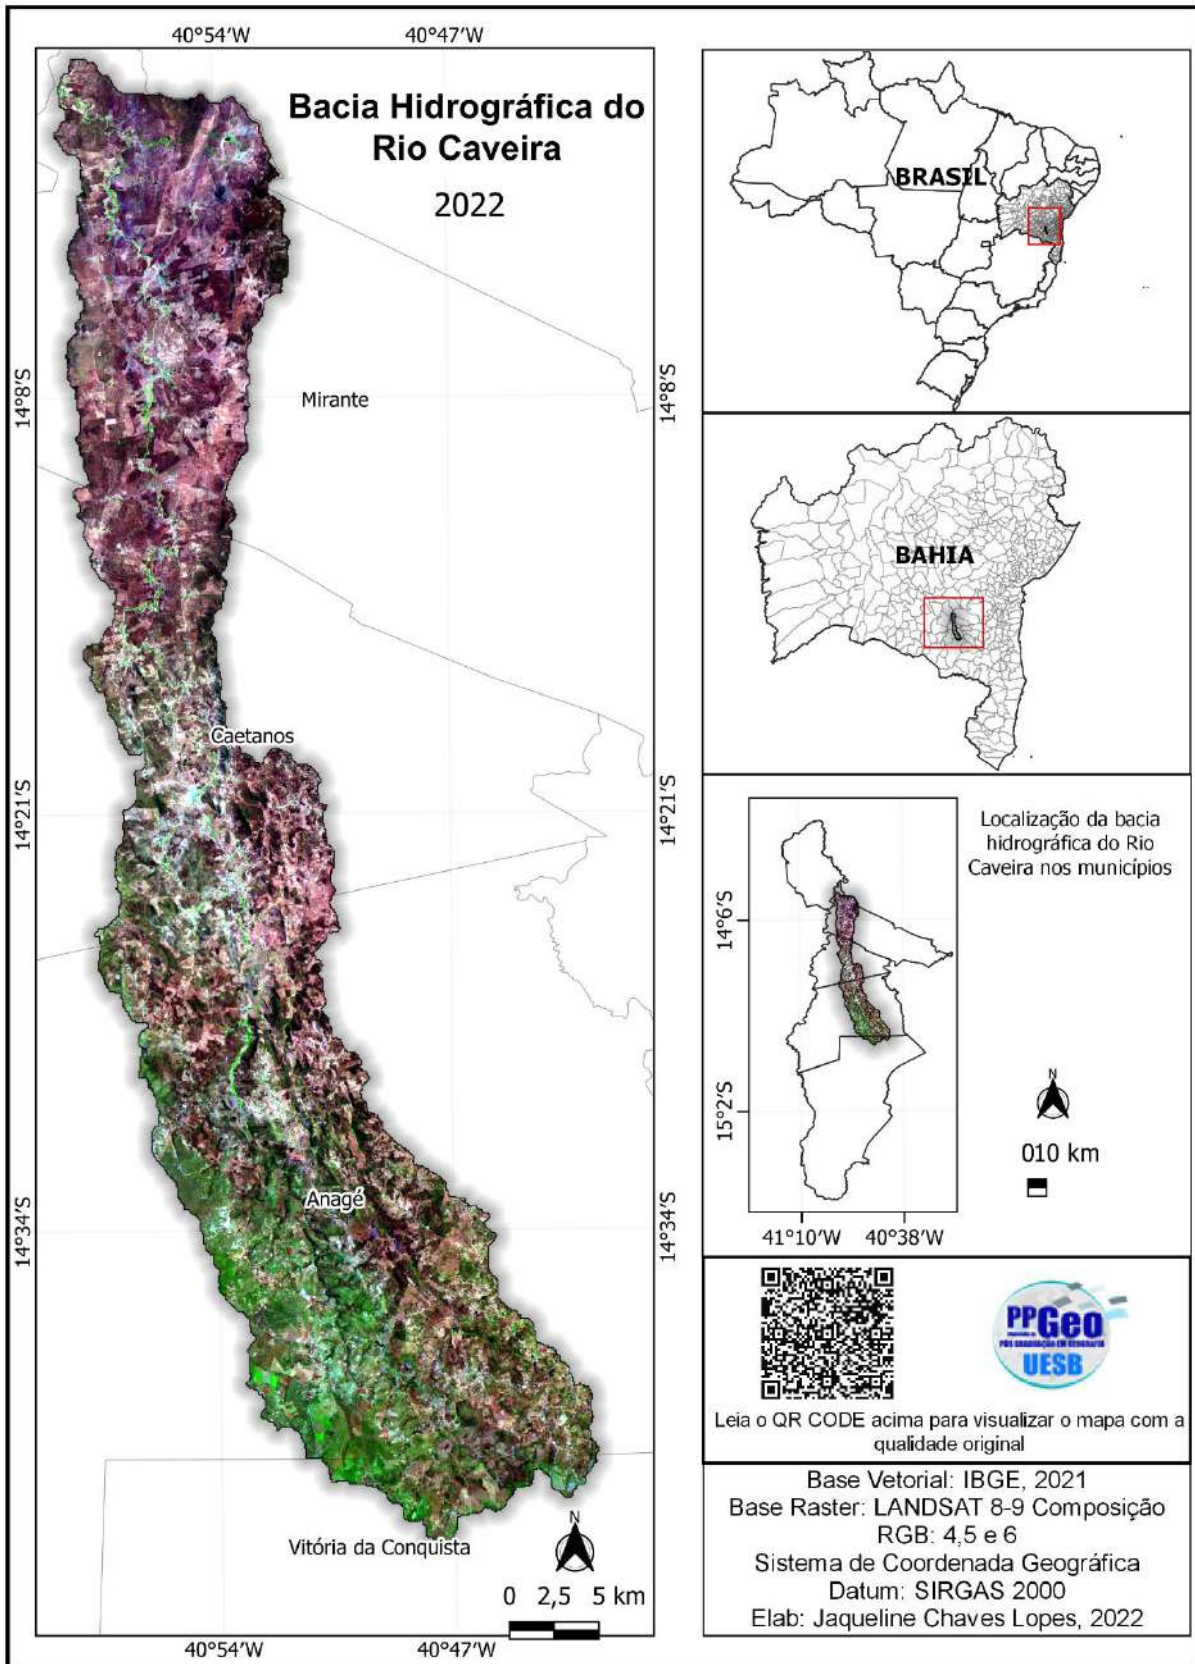 40°54'W 40°47'W
Bacia Hidrográfica do
Rio Caveira
2022
14°8'S
14°8'S
Mirante
Caetanos
14°21'S
14°21'S
Anagé
14°34'S
14°34'S
Vitória da Conquista
N
0 2,5 5 km
40°54'W 40°47'W
BRASIL
BAHIA
Localização da bacia
hidrográfica do Rio
Caveira nos municípios
14°6'S
15°2'S
N
010 km
41°10'W 40°38'W
PPGeo
PÓS-GRADUAÇÃO EM GEOGRAFIA
UESB
Leia o QR CODE acima para visualizar o mapa com a
qualidade original
Base Vetorial: IBGE, 2021
Base Raster: LANDSAT 8-9 Composição
RGB: 4,5 e 6
Sistema de Coordenada Geográfica
Datum: SIRGAS 2000
Elab: Jaqueline Chaves Lopes, 2022